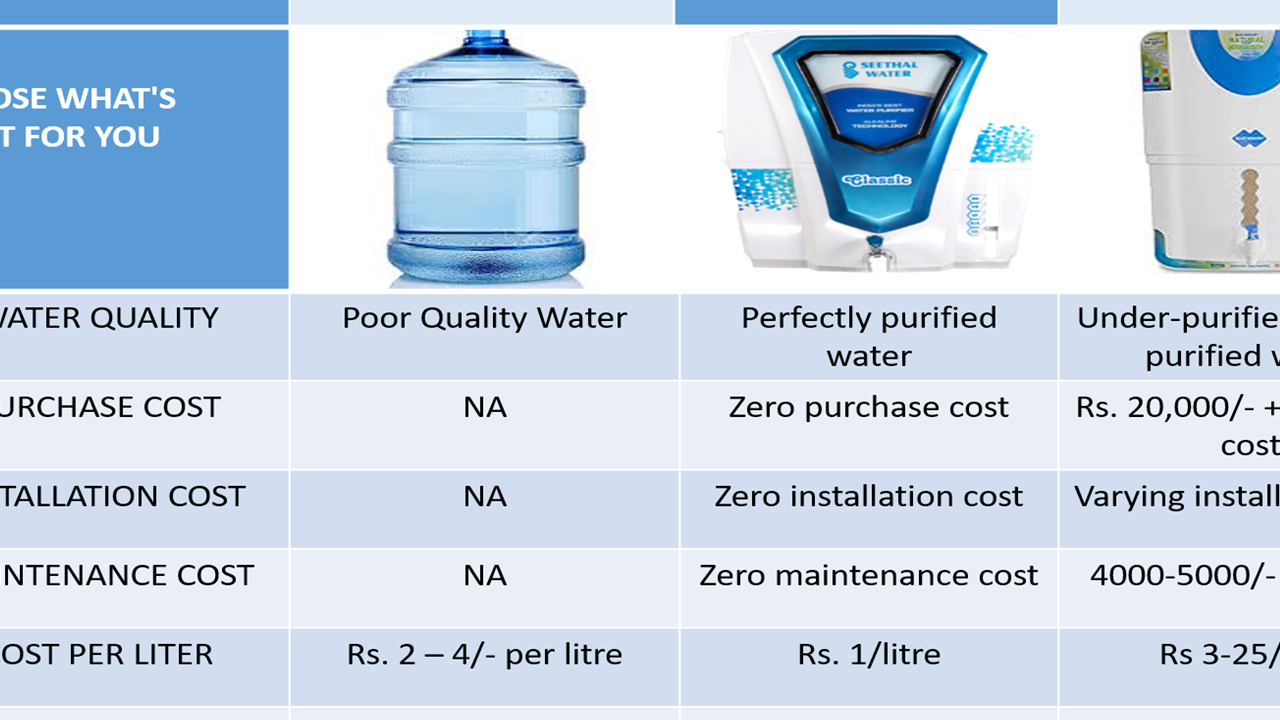 OSE WHAT'S
T FOR YOU
SEETHAL
WATER
INDIA'S BEST
WATER PURIFIER
ALKALINE
TECHNOLOGY
Classic
NATURAL
WATER QUALITY Poor Quality Water Perfectly purified Under-purifie
water purified w
URCHASE COST NA Zero purchase cost Rs. 20,000/- +
cost
TALLATION COST NA Zero installation cost Varying install
NTENANCE COST NA Zero maintenance cost 4000-5000/-
OST PER LITER Rs. 2 – 4/- per litre Rs. 1/litre Rs 3-25/